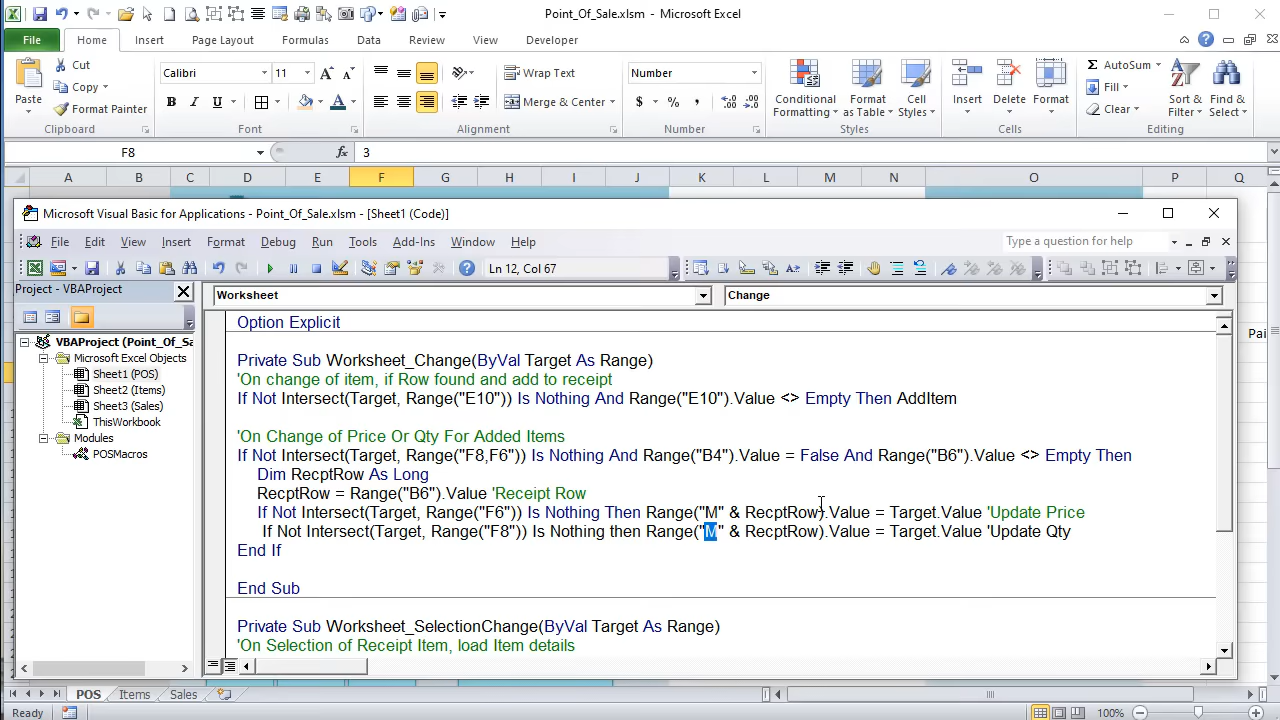 Point_Of_Sale.xlsm - Microsoft Excel
File Home Insert Page Layout Formulas Data Review View Developer
Paste Cut Copy Format Painter
Calibri 11
B I U
Wrap Text
Merge & Center
Number
$ % ,
Conditional Formatting
Format as Table
Cell Styles
Insert Delete Format
AutoSum
Fill
Clear
Sort & Filter
Find & Select
Clipboard Font Alignment Number Styles Cells Editing
F8 fx 3
A B C D E F G H I J K L M N O P Q
Microsoft Visual Basic for Applications - Point_Of_Sale.xlsm - [Sheet1 (Code)]
File Edit View Insert Format Debug Run Tools Add-Ins Window Help
Type a question for help
Ln 12, Col 67
Project - VBAProject
Worksheet Change
VBAProject (Point_Of_Sa
Microsoft Excel Objects
Sheet1 (POS)
Sheet2 (Items)
Sheet3 (Sales)
ThisWorkbook
Modules
POSMacros
Option Explicit
Private Sub Worksheet_Change(ByVal Target As Range)
'On change of item, if Row found and add to receipt
If Not Intersect(Target, Range("E10")) Is Nothing And Range("E10").Value <> Empty Then AddItem
'On Change of Price Or Qty For Added Items
If Not Intersect(Target, Range("F8,F6")) Is Nothing And Range("B4").Value = False And Range("B6").Value <> Empty Then
Dim RecptRow As Long
RecptRow = Range("B6").Value 'Receipt Row
If Not Intersect(Target, Range("F6")) Is Nothing Then Range("M" & RecptRow).Value = Target.Value 'Update Price
If Not Intersect(Target, Range("F8")) Is Nothing then Range("M" & RecptRow).Value = Target.Value 'Update Qty
End If
End Sub
Private Sub Worksheet_SelectionChange(ByVal Target As Range)
'On Selection of Receipt Item, load Item details
Pai
POS Items Sales
Ready 100%